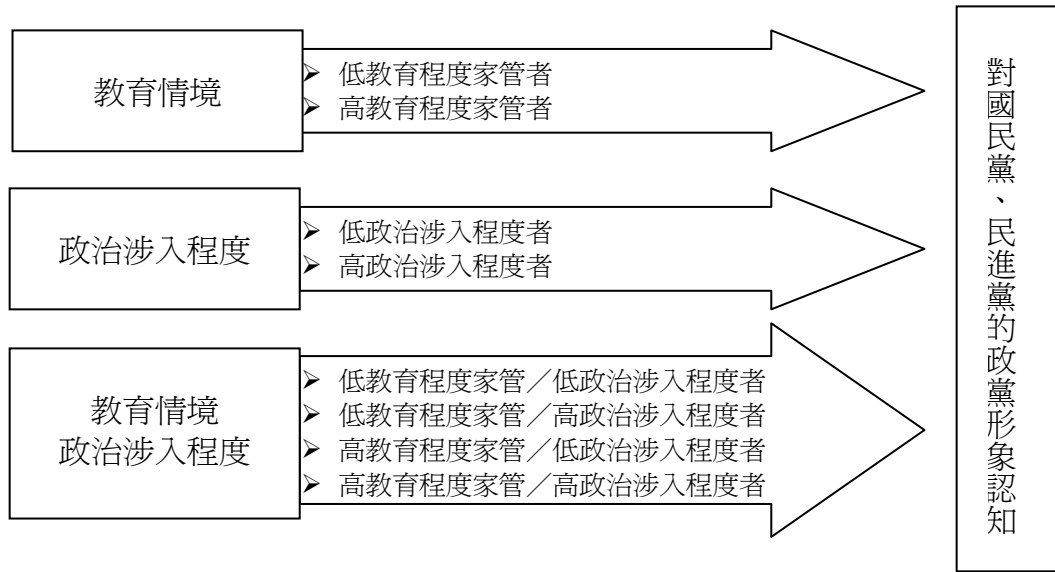 教育情境
➢ 低教育程度家管者
➢ 高教育程度家管者
政治涉入程度
➢ 低政治涉入程度者
➢ 高政治涉入程度者
教育情境
政治涉入程度
➢ 低教育程度家管／低政治涉入程度者
➢ 低教育程度家管／高政治涉入程度者
➢ 高教育程度家管／低政治涉入程度者
➢ 高教育程度家管／高政治涉入程度者
對國民黨、民進黨的政黨形象認知